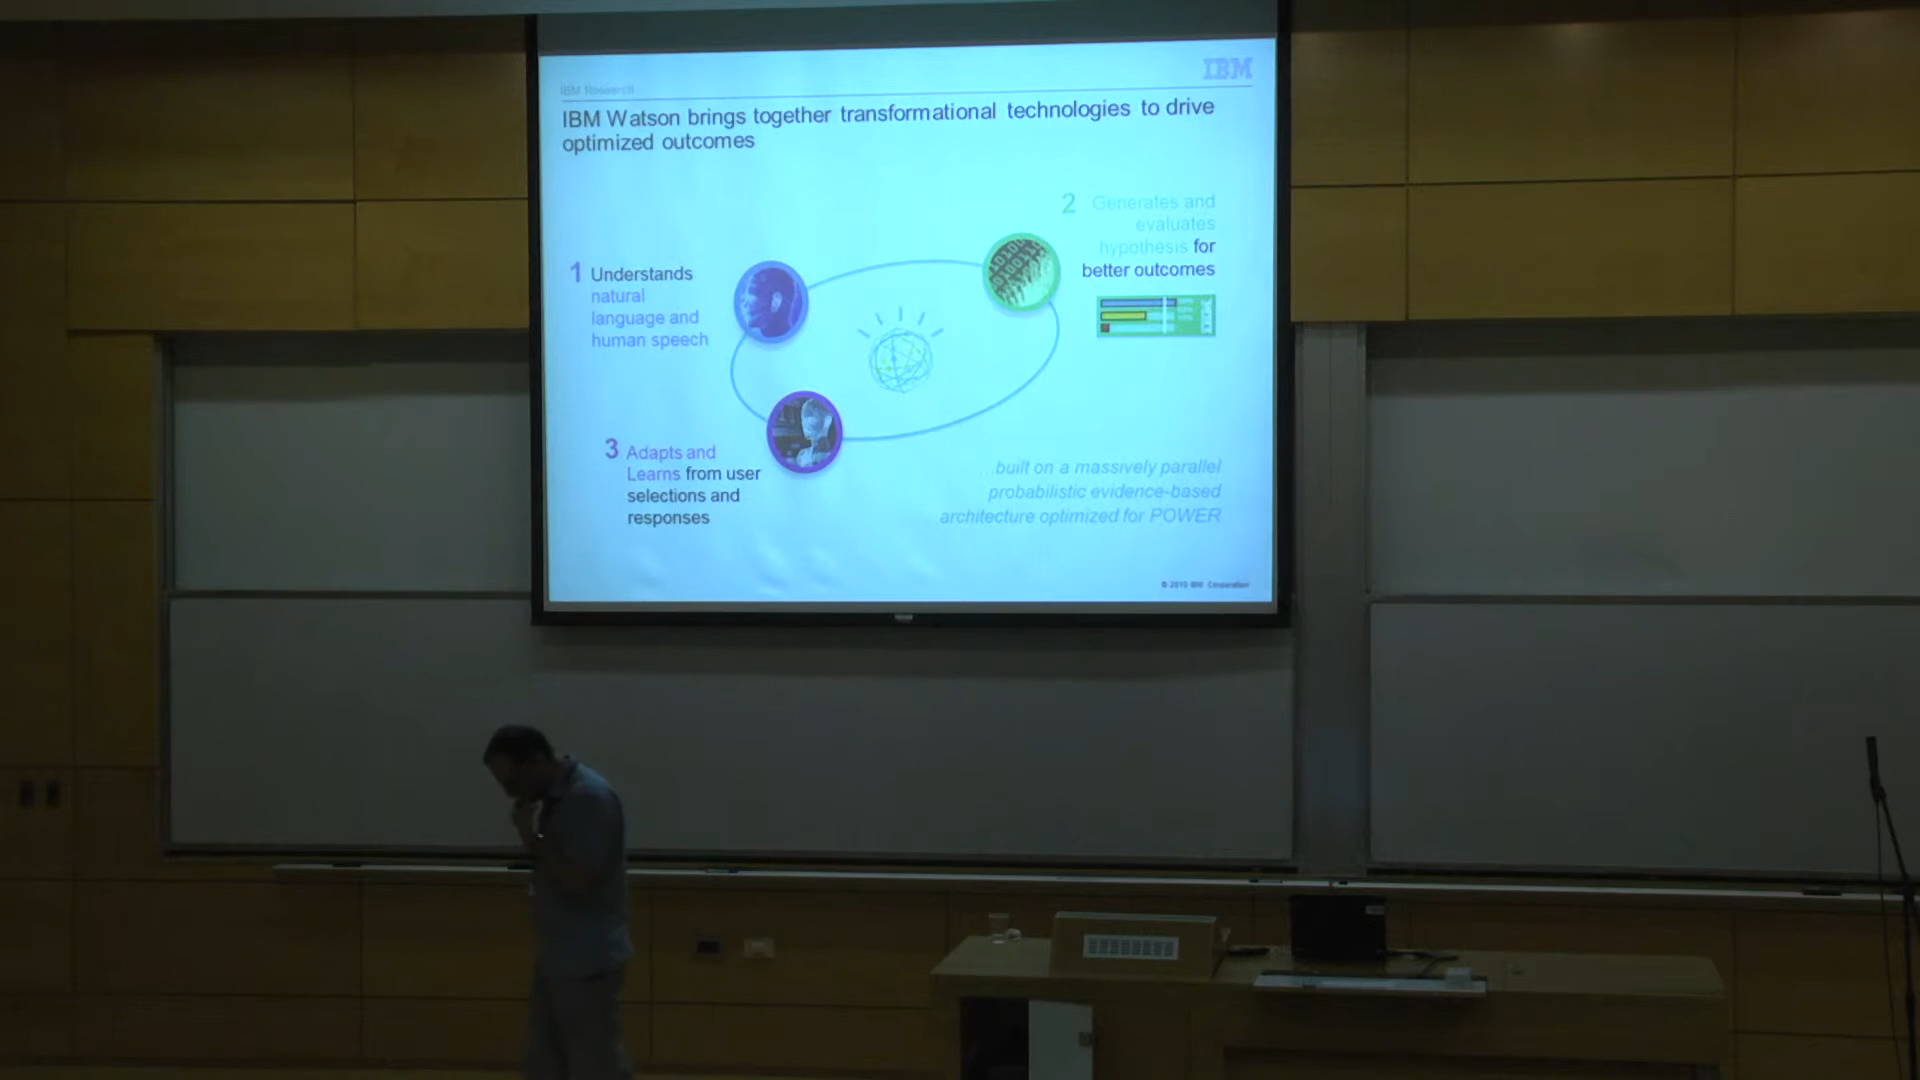 IBM
IBM Research
IBM Watson brings together transformational technologies to drive
optimized outcomes
1 Understands
natural
language and
human speech
2 Generates and
evaluates
hypothesis for
better outcomes
3 Adapts and
Learns from user
selections and
responses
built on a massively parallel
probabilistic evidence-based
architecture optimized for POWER
IBM Corporation